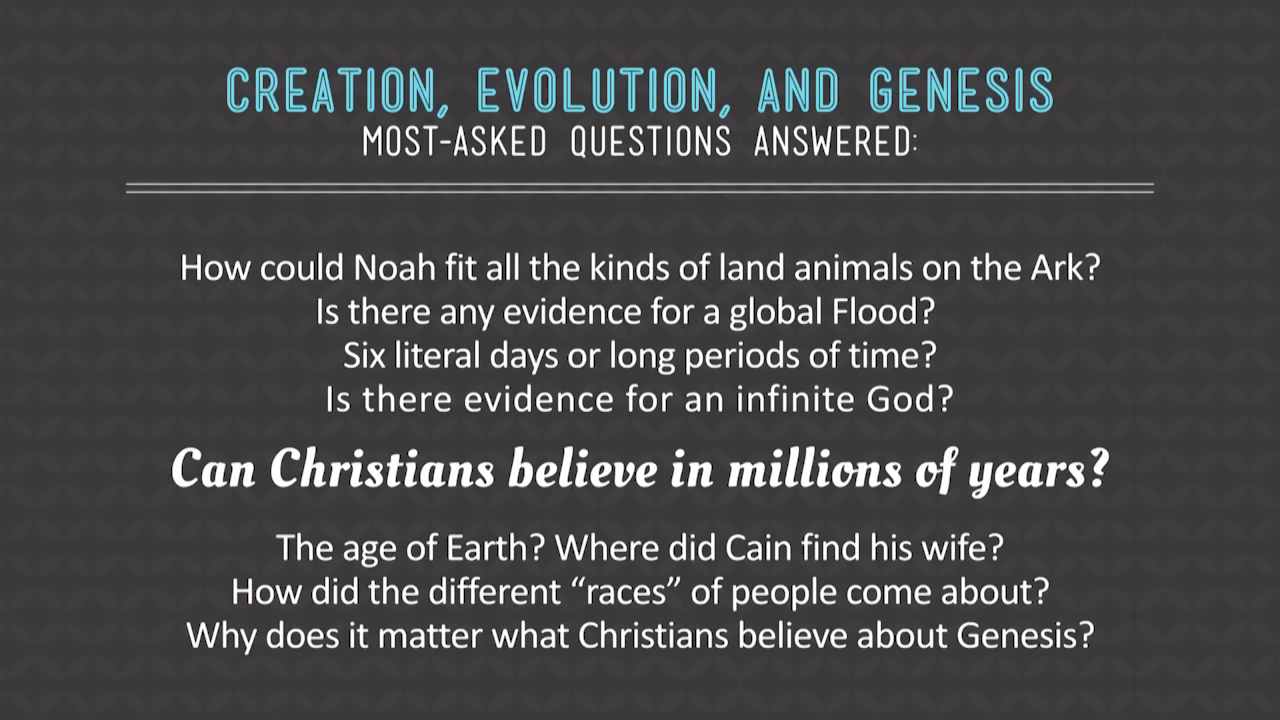 CREATION, EVOLUTION, AND GENESIS
MOST-ASKED QUESTIONS ANSWERED:
How could Noah fit all the kinds of land animals on the Ark?
Is there any evidence for a global Flood?
Six literal days or long periods of time?
Is there evidence for an infinite God?
Can Christians believe in millions of years?
The age of Earth? Where did Cain find his wife?
How did the different “races” of people come about?
Why does it matter what Christians believe about Genesis?